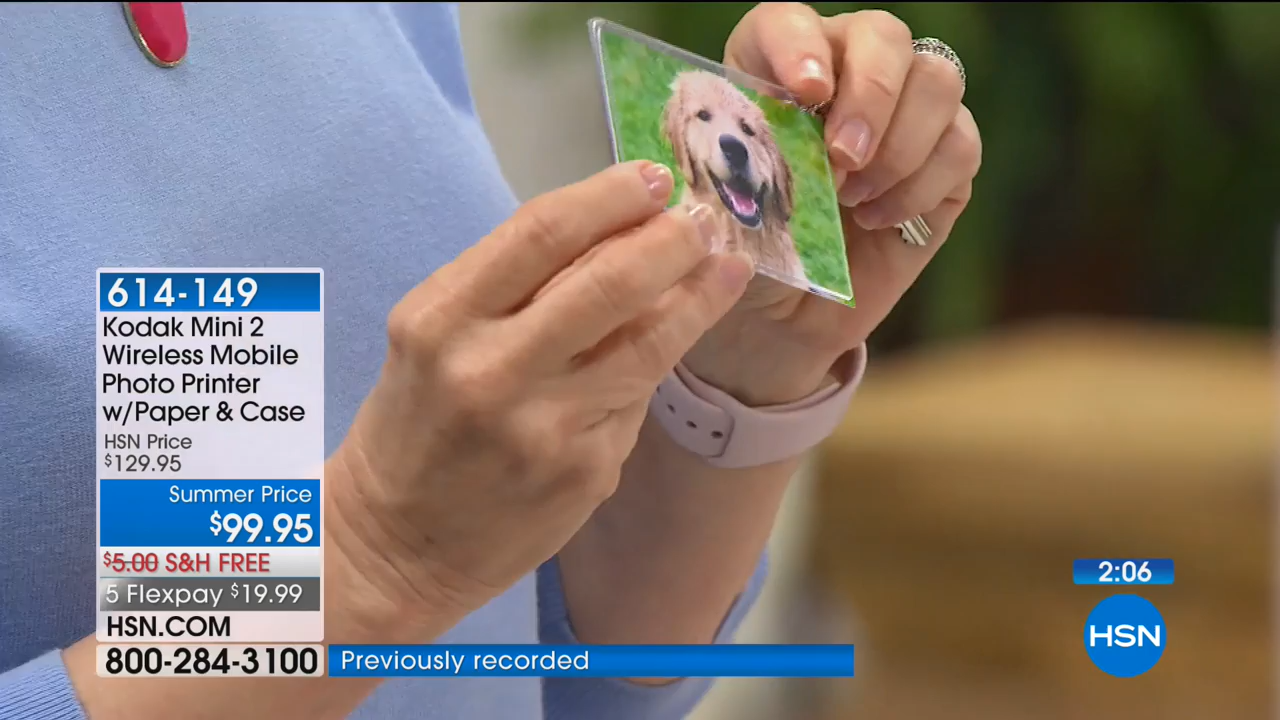 614-149
Kodak Mini 2
Wireless Mobile
Photo Printer
w/Paper & Case
HSN Price
$129.95
Summer Price
$99.95
$5.00 S&H FREE
5 Flexpay $19.99
HSN.COM
800-284-3100
Previously recorded
2:06
HSN